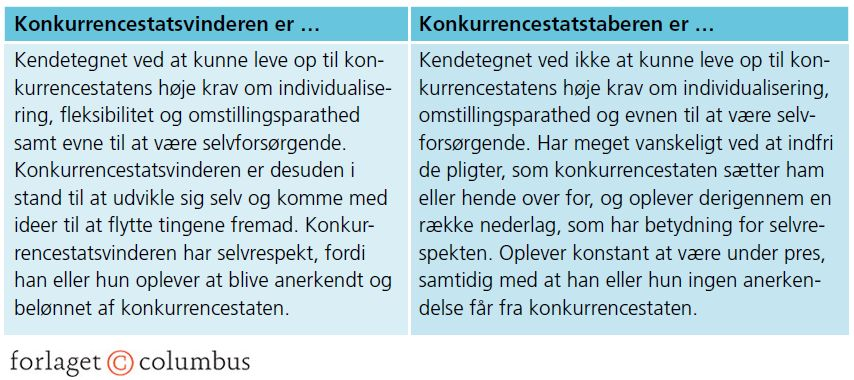 Konkurrencestatsvinderen er …
Kendetegnet ved at kunne leve op til kon-
kurrencestatens høje krav om individualise-
ring, fleksibilitet og omstillingsparathed
samt evne til at være selvforsørgende.
Konkurrencestatsvinderen er desuden i
stand til at udvikle sig selv og komme med
ideer til at flytte tingene fremad. Konkur-
rencestatsvinderen har selvrespekt, fordi
han eller hun oplever at blive anerkendt og
belønnet af konkurrencestaten.
Konkurrencestatstaberen er …
Kendetegnet ved ikke at kunne leve op til kon-
kurrencestatens høje krav om individualisering,
omstillingsparathed og evnen til at være selv-
forsørgende. Har meget vanskeligt ved at indfri
de pligter, som konkurrencestaten sætter ham
eller hende over for, og oplever derigennem en
række nederlag, som har betydning for selvre-
spekten. Oplever konstant at være under pres,
samtidig med at han eller hun ingen anerken-
delse får fra konkurrencestaten.
forlaget © columbus